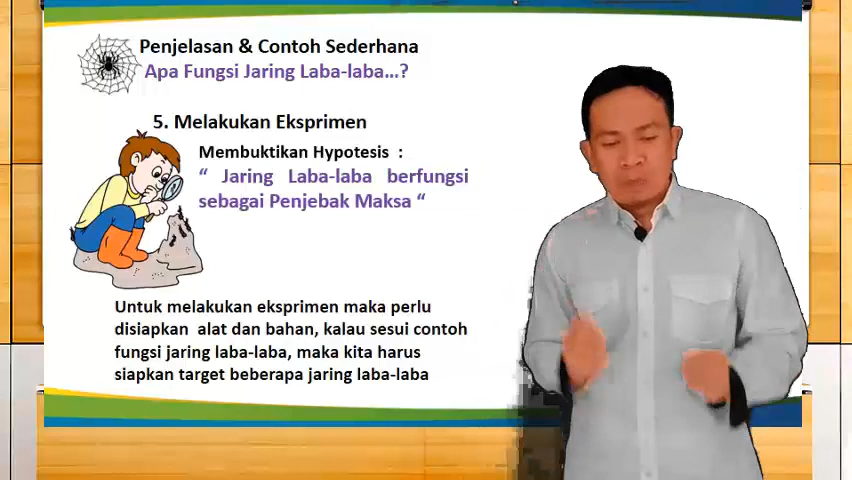 Penjelasan & Contoh Sederhana
Apa Fungsi Jaring Laba-laba...?
5. Melakukan Eksprimen
Membuktikan Hypotesis :
“ Jaring Laba-laba berfungsi
sebagai Penjebak Maksa “
Untuk melakukan eksprimen maka perlu
disiapkan alat dan bahan, kalau sesui contoh
fungsi jaring laba-laba, maka kita harus
siapkan target beberapa jaring laba-laba